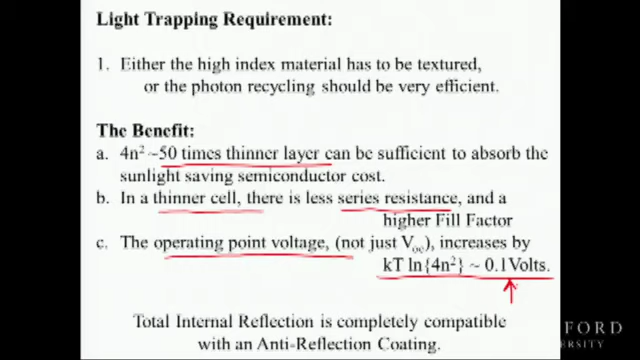 Light Trapping Requirement:
1. Either the high index material has to be textured,
or the photon recycling should be very efficient.
The Benefit:
a. 4n² ~50 times thinner layer can be sufficient to absorb the
sunlight saving semiconductor cost.
b. In a thinner cell, there is less series resistance, and a
higher Fill Factor
c. The operating point voltage, (not just Voc), increases by
kT ln{4n²} ~ 0.1Volts.
Total Internal Reflection is completely compatible
with an Anti-Reflection Coating.
FORD
ERSITY